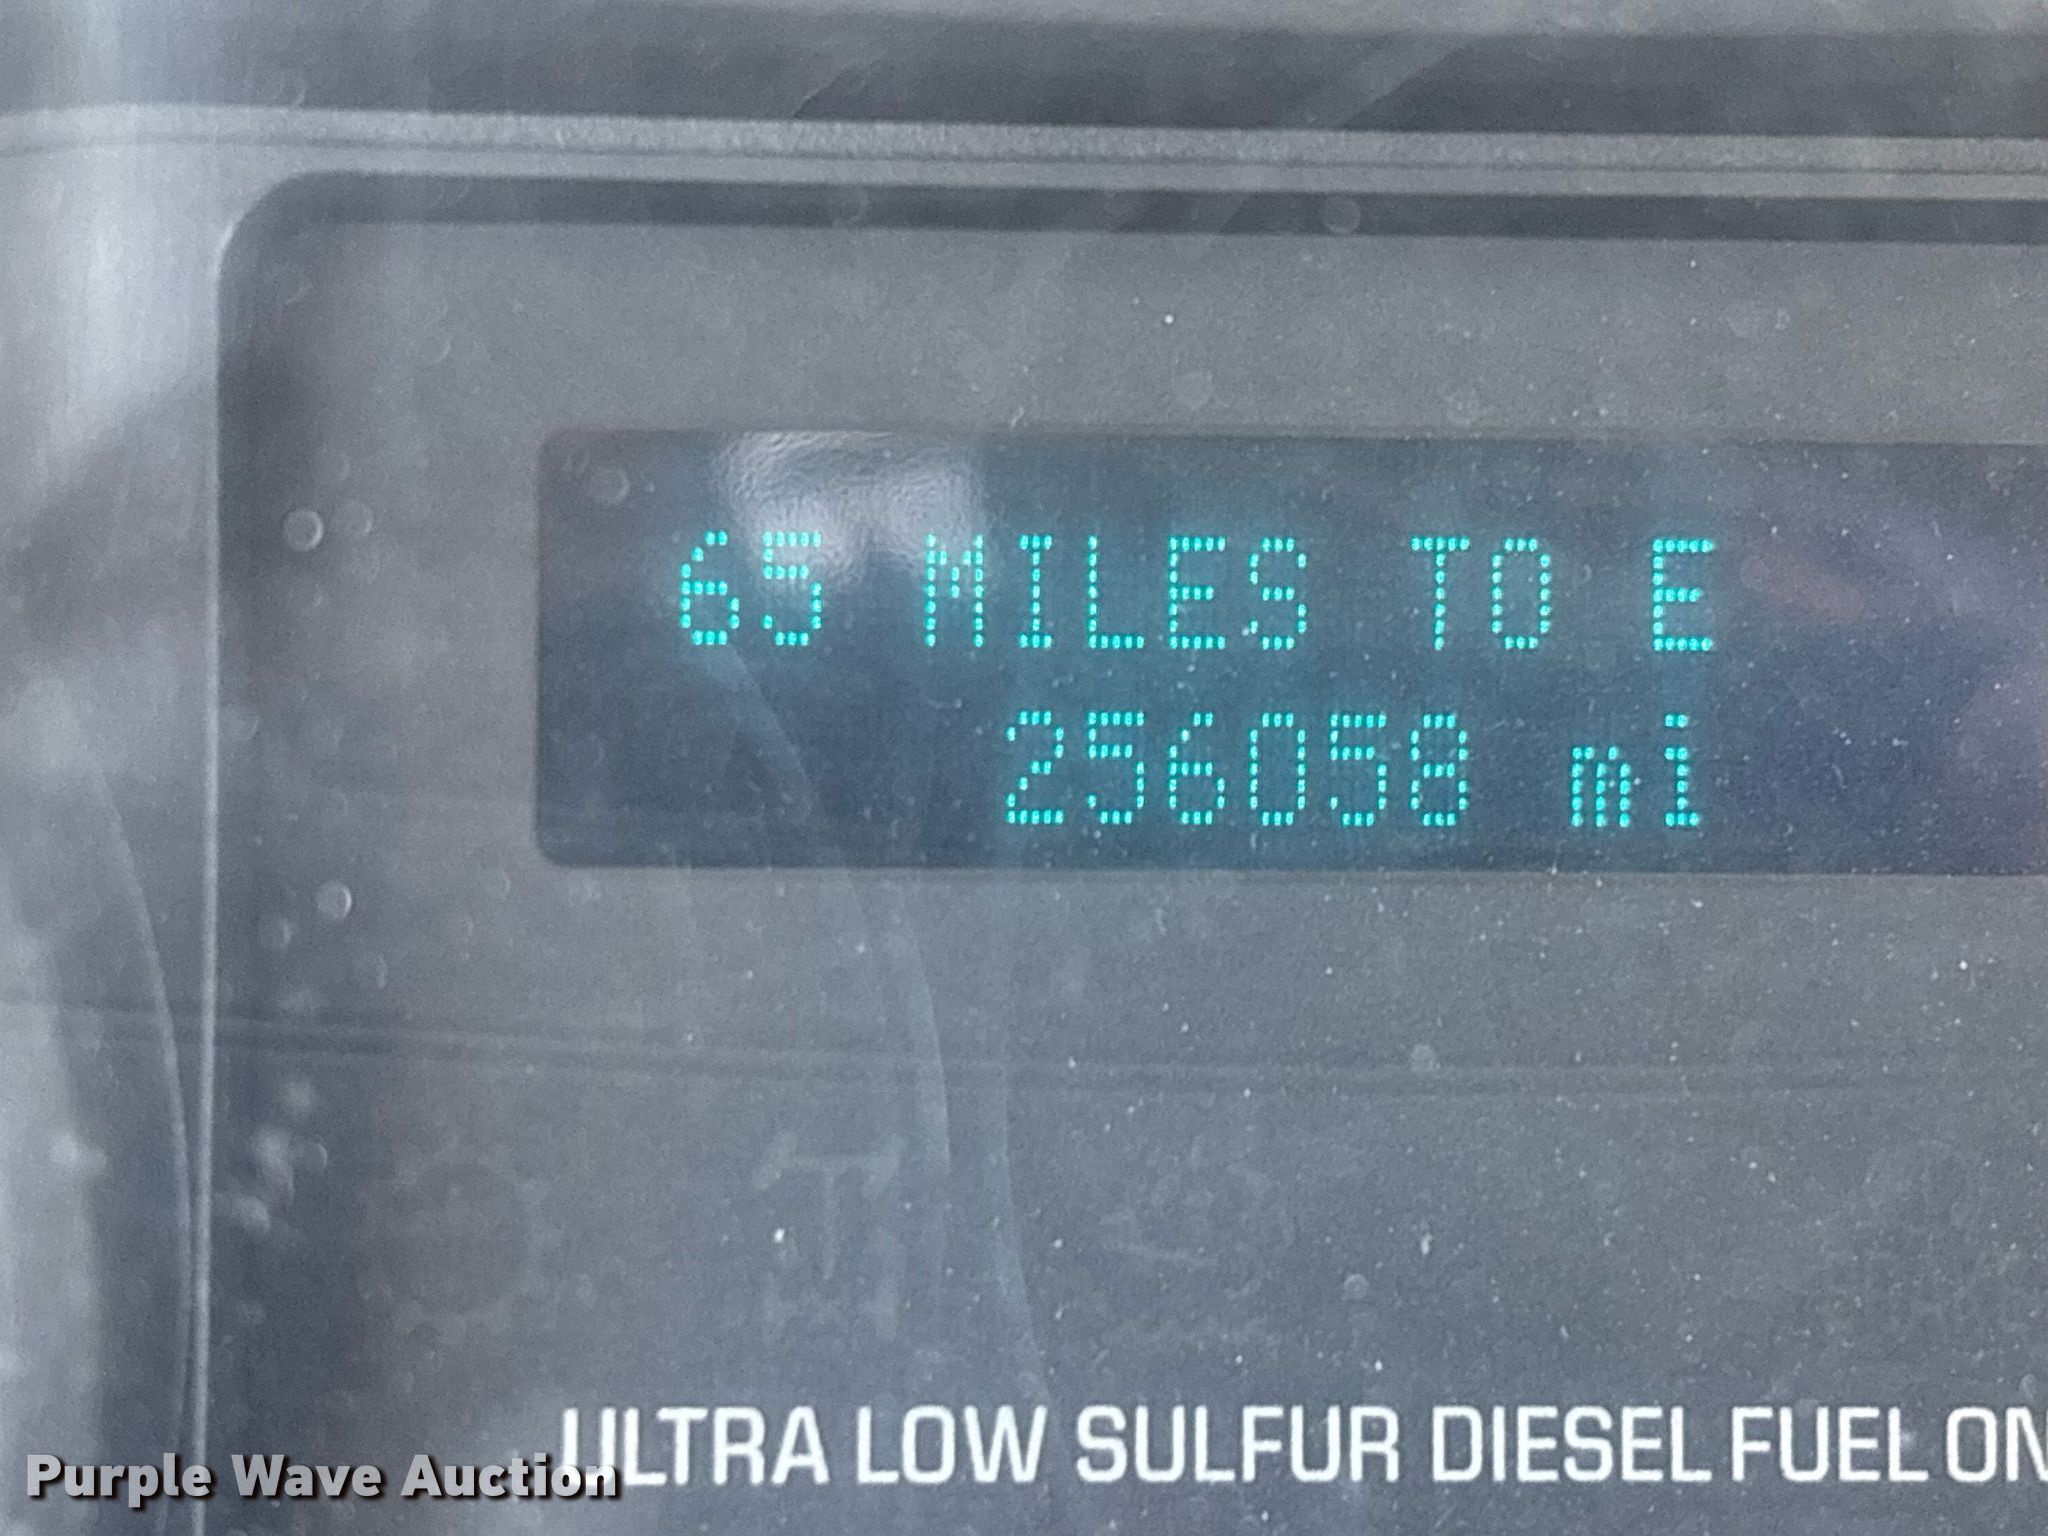 65 MILES TO E
256058 mi
ULTRA LOW SULFUR DIESEL FUEL ON
Purple Wave Auction